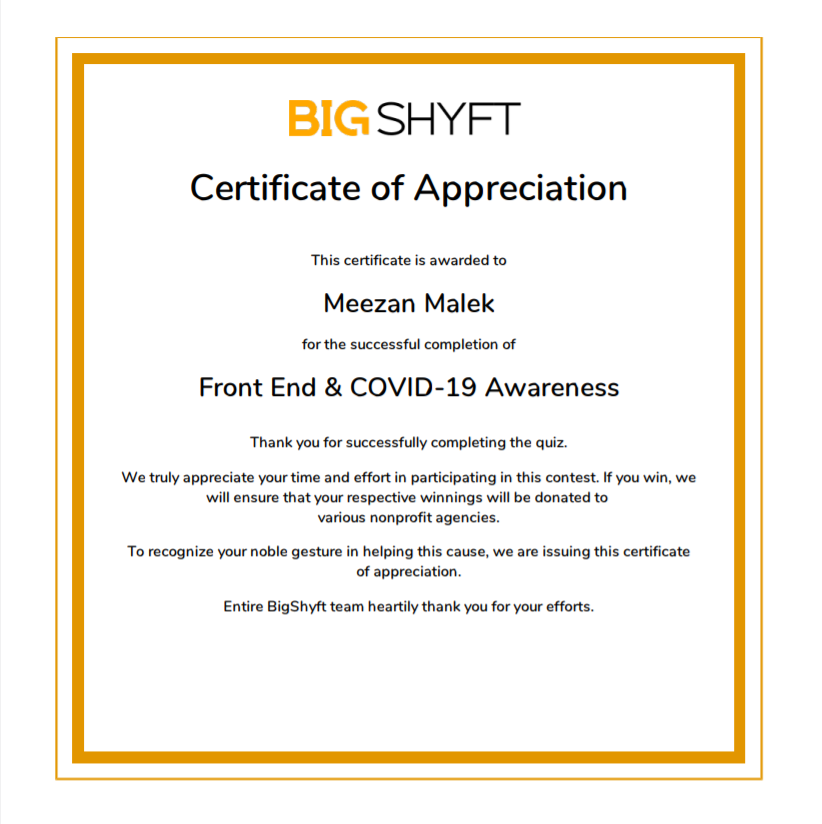 BIGSHYFT
Certificate of Appreciation
This certificate is awarded to
Meezan Malek
for the successful completion of
Front End & COVID-19 Awareness
Thank you for successfully completing the quiz.
We truly appreciate your time and effort in participating in this contest. If you win, we
will ensure that your respective winnings will be donated to
various nonprofit agencies.
To recognize your noble gesture in helping this cause, we are issuing this certificate
of appreciation.
Entire BigShyft team heartily thank you for your efforts.